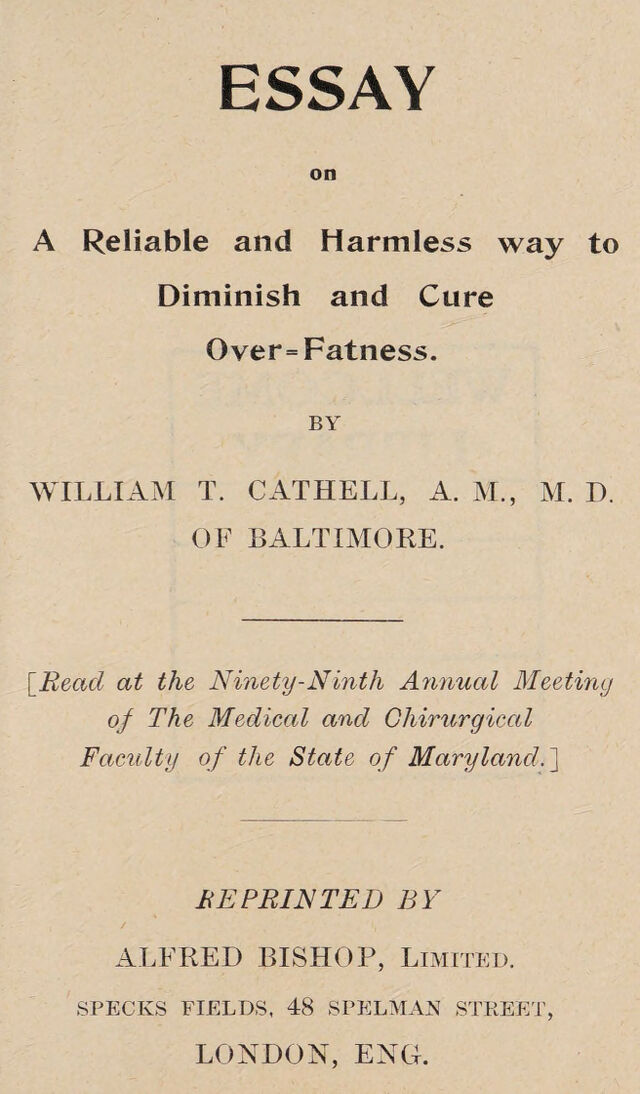 ESSAY
on
A Reliable and Harmless way to
Diminish and Cure
Over=Fatness.
BY
WILLIAM T. CATHELL, A. M., M. D.
OF BALTIMORE.
[Read at the Ninety-Ninth Annual Meeting
of The Medical and Chirurgical
Faculty of the State of Maryland.]
REPRINTED BY
ALFRED BISHOP, LIMITED.
SPECKS FIELDS, 48 SPELMAN STREET,
LONDON, ENG.